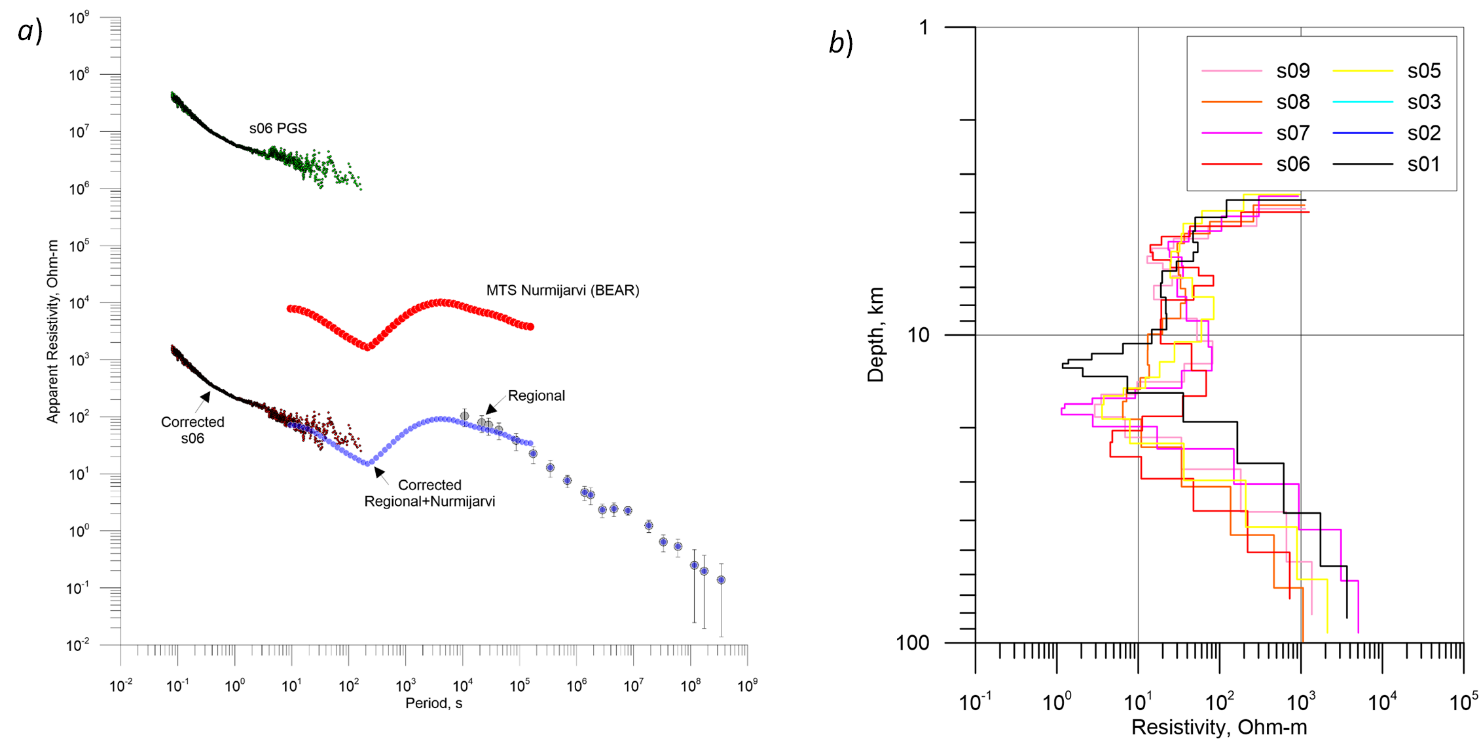 a)
10⁹
10⁸
10⁷
10⁶
10⁵
10⁴
10³
10²
10¹
10⁰
10⁻¹
10⁻²
Apparent Resistivity, Ohm-m
s06 PGS
MTS Nurmijarvi (BEAR)
Regional
Corrected
s06
Corrected
Regional+Nurmijarvi
10⁻² 10⁻¹ 10⁰ 10¹ 10² 10³ 10⁴ 10⁵ 10⁶ 10⁷ 10⁸ 10⁹
Period, s
b)
1
10
100
Depth, km
s09 s05
s08 s03
s07 s02
s06 s01
10⁻¹ 10⁰ 10¹ 10² 10³ 10⁴ 10⁵
Resistivity, Ohm-m